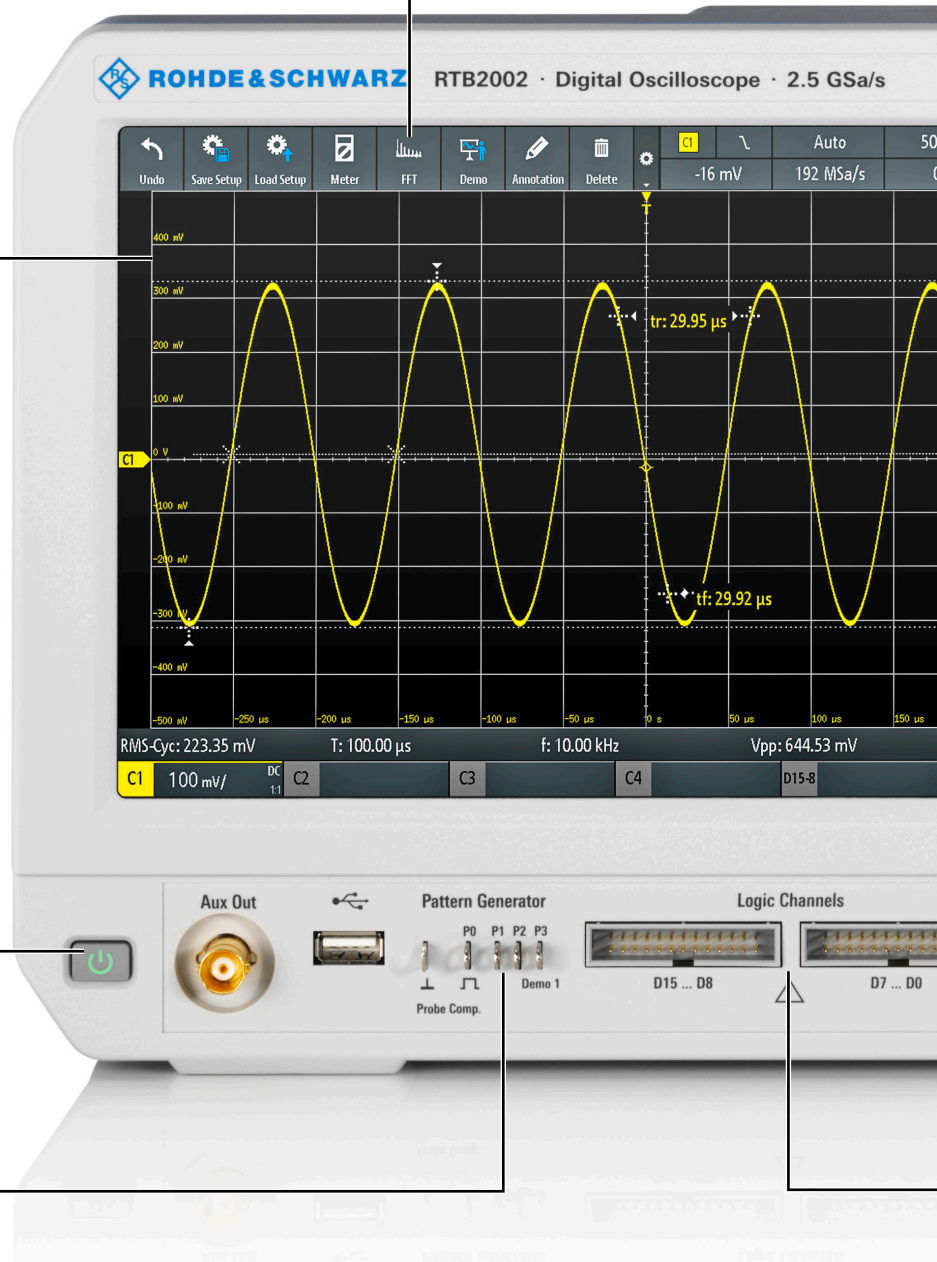 ROHDE & SCHWARZ RTB2002 · Digital Oscilloscope · 2.5 GSa/s
C1 Auto 50
Undo Save Setup Load Setup Meter FFT Demo Annotation Delete -16 mV 192 MSa/s
T
400 mV
300 mV
tr: 29.95 µs
200 mV
100 mV
0 V
C1
-100 mV
-200 mV
tf: 29.92 µs
-300 mV
-400 mV
-500 mV -250 µs -200 µs -150 µs -100 µs -50 µs 0 s 50 µs 100 µs 150 µs
RMS-Cyc: 223.35 mV T: 100.00 µs f: 10.00 kHz Vpp: 644.53 mV
C1 100 mV/ DC 1:1 C2 C3 C4 D15-8
Aux Out Pattern Generator Logic Channels
P0 P1 P2 P3
Demo 1 D15 ... D8 D7 ... D0
Probe Comp.